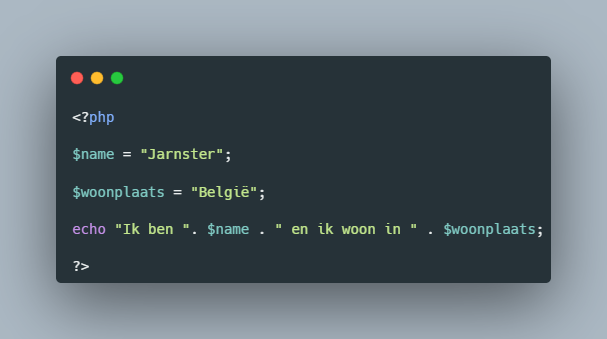 <?php
$name = "Jarnster";
$woonplaats = "België";
echo "Ik ben ". $name . " en ik woon in " . $woonplaats;
?>